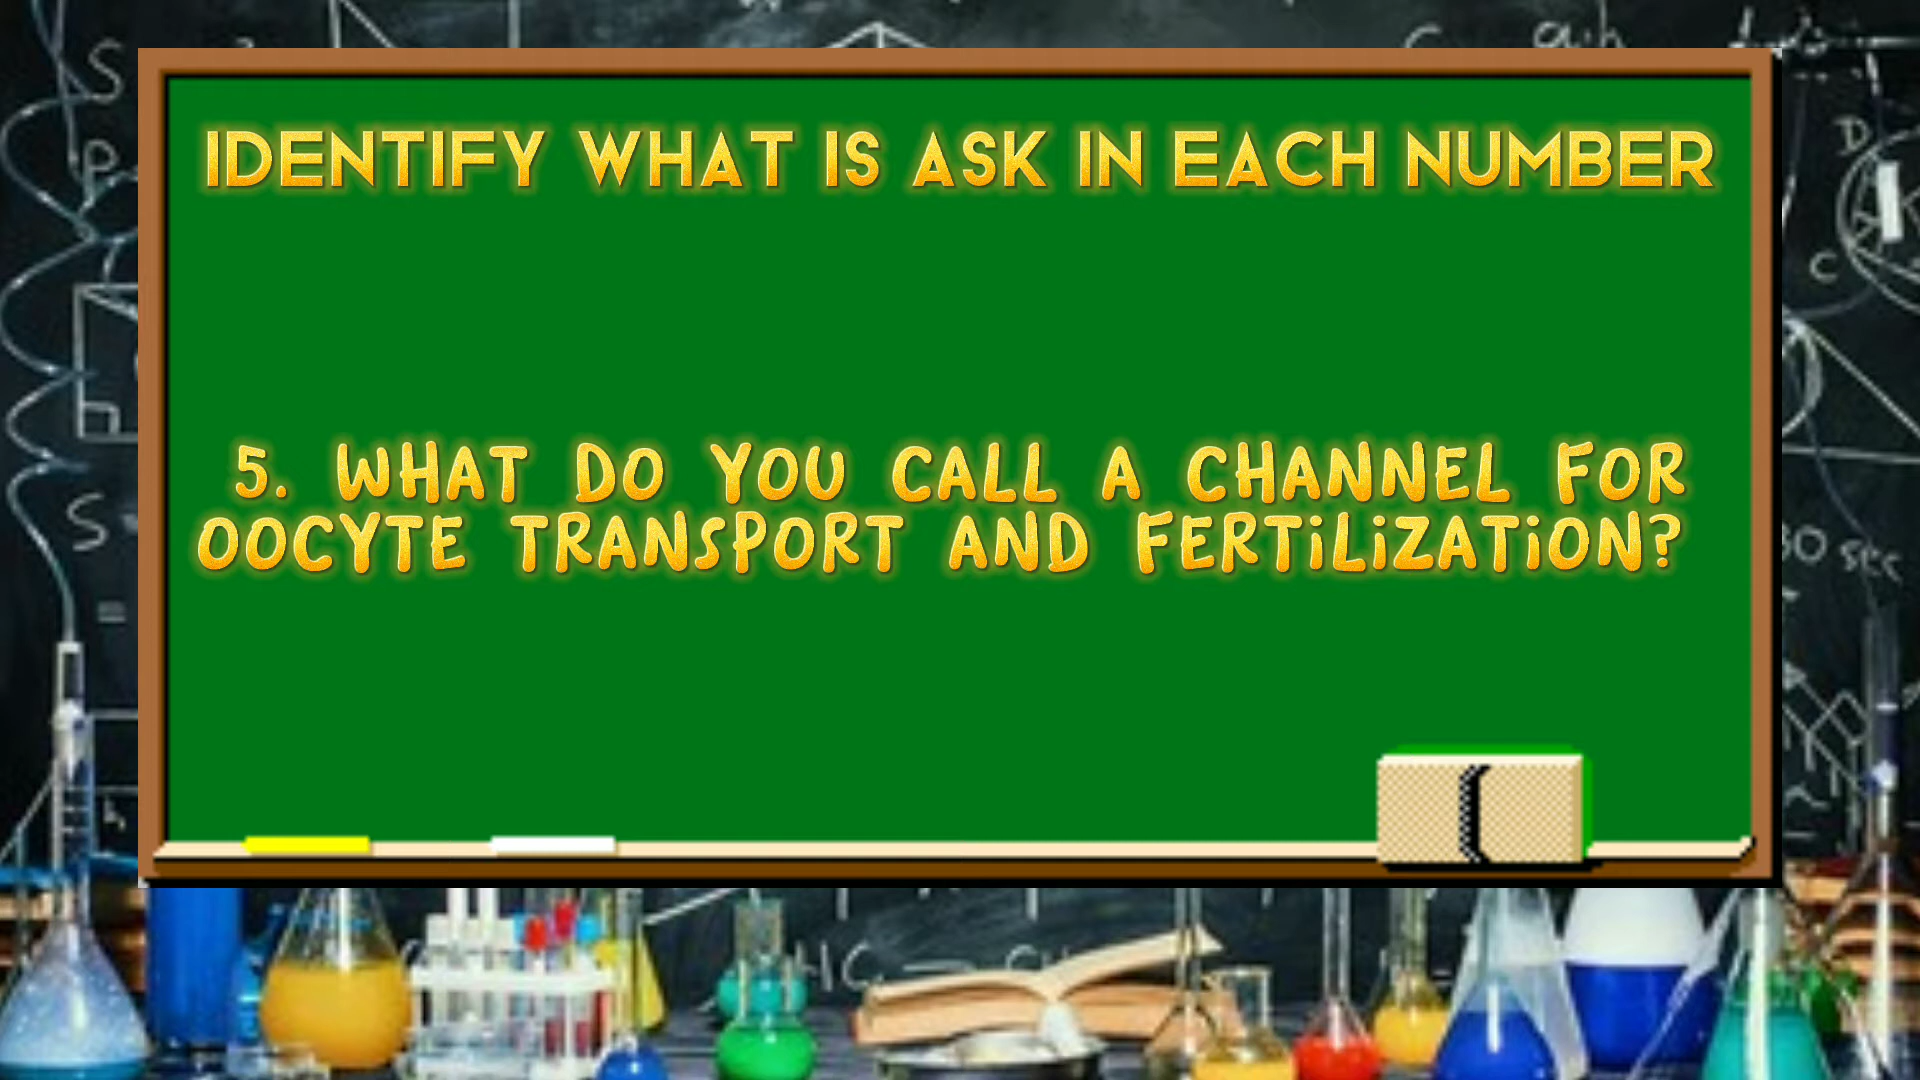 IDENTIFY WHAT IS ASK IN EACH NUMBER
5. WHAT DO YOU CALL A CHANNEL FOR
OOCYTE TRANSPORT AND FERTiLiZATiON?